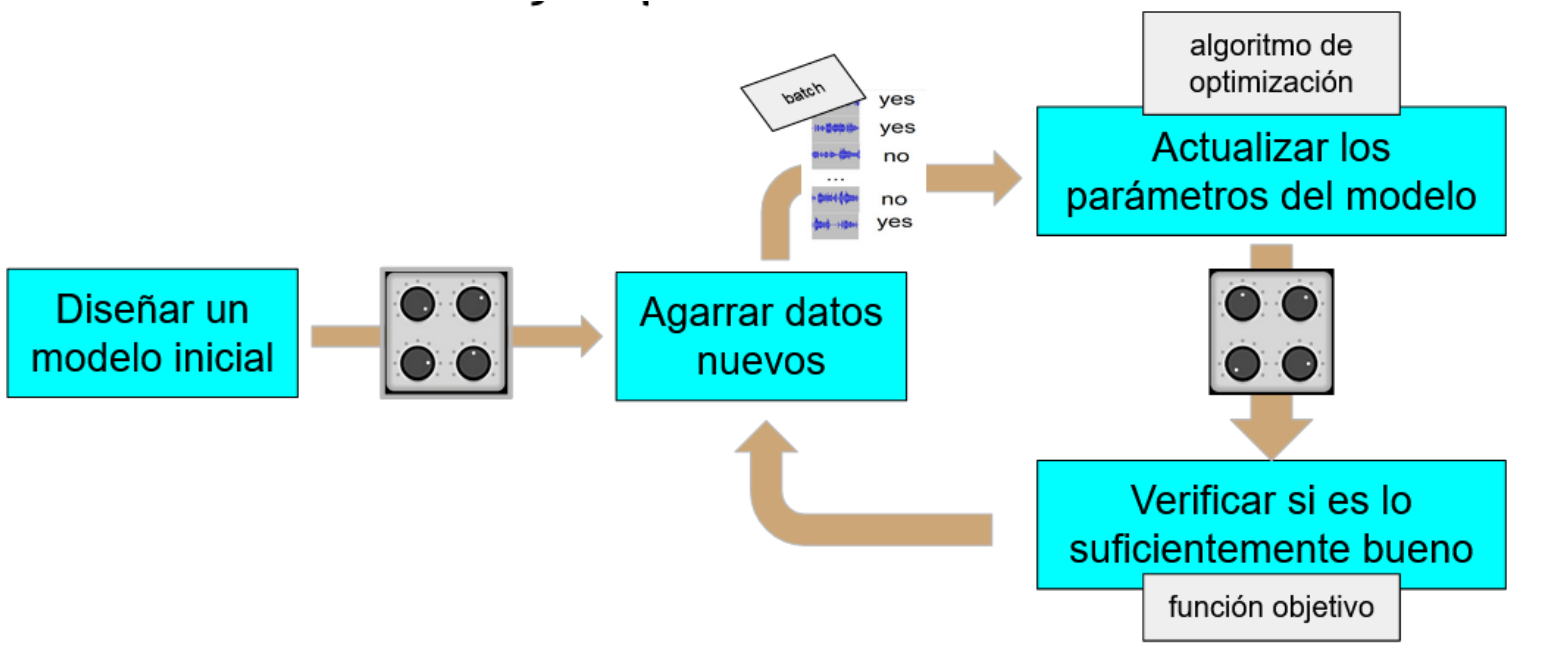 Diseñar un
modelo inicial
Agarrar datos
nuevos
batch
yes
yes
no
...
no
yes
algoritmo de
optimización
Actualizar los
parámetros del modelo
Verificar si es lo
suficientemente bueno
función objetivo